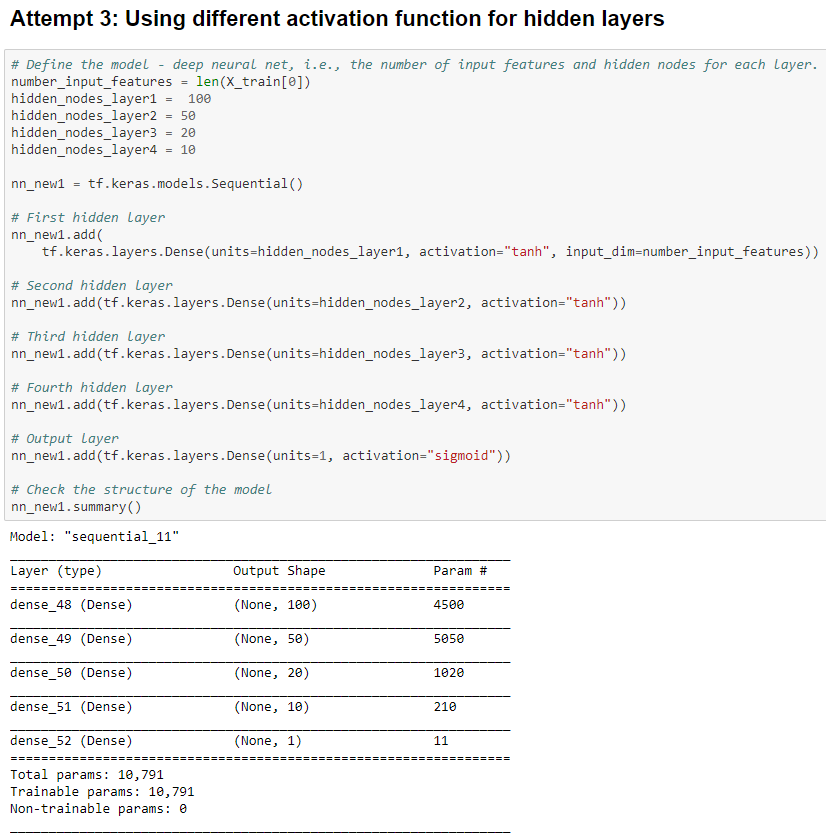 Attempt 3: Using different activation function for hidden layers
# Define the model - deep neural net, i.e., the number of input features and hidden nodes for each layer.
number_input_features = len(X_train[0])
hidden_nodes_layer1 =  100
hidden_nodes_layer2 = 50
hidden_nodes_layer3 = 20
hidden_nodes_layer4 = 10
nn_new1 = tf.keras.models.Sequential()
# First hidden layer
nn_new1.add(
    tf.keras.layers.Dense(units=hidden_nodes_layer1, activation="tanh", input_dim=number_input_features))
# Second hidden layer
nn_new1.add(tf.keras.layers.Dense(units=hidden_nodes_layer2, activation="tanh"))
# Third hidden layer
nn_new1.add(tf.keras.layers.Dense(units=hidden_nodes_layer3, activation="tanh"))
# Fourth hidden layer
nn_new1.add(tf.keras.layers.Dense(units=hidden_nodes_layer4, activation="tanh"))
# Output layer
nn_new1.add(tf.keras.layers.Dense(units=1, activation="sigmoid"))
# Check the structure of the model
nn_new1.summary()
Model: "sequential_11"
_________________________________________________________________
Layer (type)                 Output Shape              Param #
=================================================================
dense_48 (Dense)             (None, 100)               4500
_________________________________________________________________
dense_49 (Dense)             (None, 50)                5050
_________________________________________________________________
dense_50 (Dense)             (None, 20)                1020
_________________________________________________________________
dense_51 (Dense)             (None, 10)                210
_________________________________________________________________
dense_52 (Dense)             (None, 1)                 11
=================================================================
Total params: 10,791
Trainable params: 10,791
Non-trainable params: 0
_________________________________________________________________